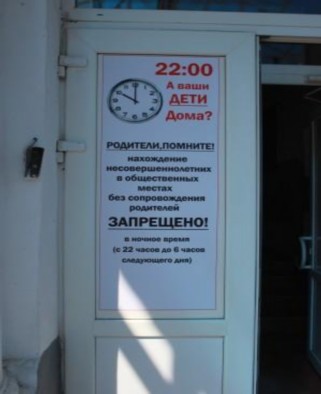 22:00
А ваши
ДЕТИ
Дома?
РОДИТЕЛИ,ПОМНИТЕ!
нахождение
несовершеннолетних
в общественных
местах
без сопровождения
родителей
ЗАПРЕЩЕНО!
в ночное время
(с 22 часов до 6 часов
следующего дня)